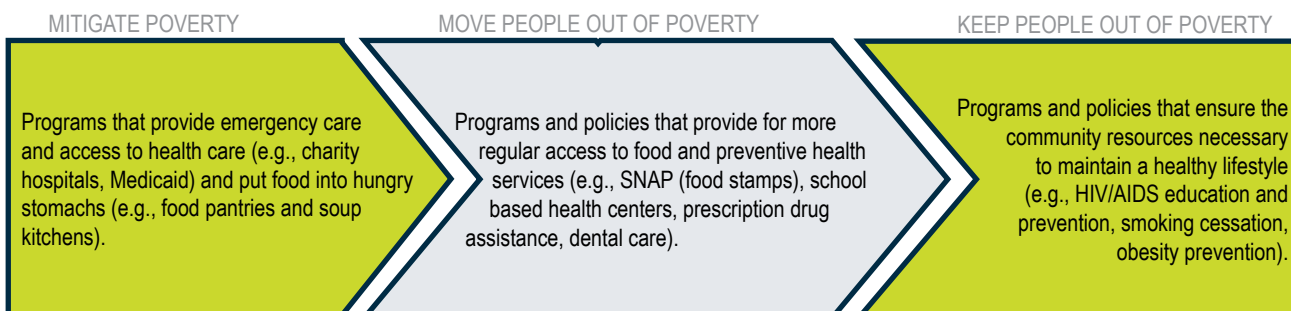 MITIGATE POVERTY
Programs that provide emergency care
and access to health care (e.g., charity
hospitals, Medicaid) and put food into hungry
stomachs (e.g., food pantries and soup
kitchens).
MOVE PEOPLE OUT OF POVERTY
Programs and policies that provide for more
regular access to food and preventive health
services (e.g., SNAP (food stamps), school
based health centers, prescription drug
assistance, dental care).
KEEP PEOPLE OUT OF POVERTY
Programs and policies that ensure the
community resources necessary
to maintain a healthy lifestyle
(e.g., HIV/AIDS education and
prevention, smoking cessation,
obesity prevention).